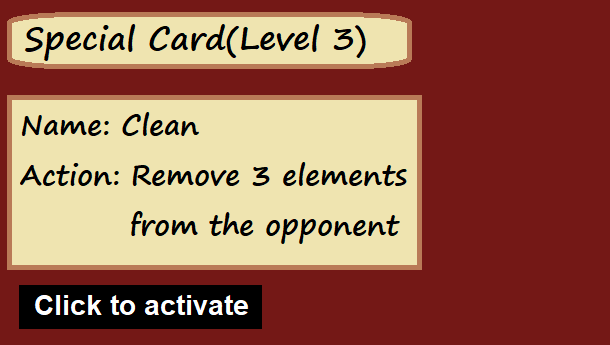 Special Card(Level 3)
Name: Clean
Action: Remove 3 elements
from the opponent
Click to activate